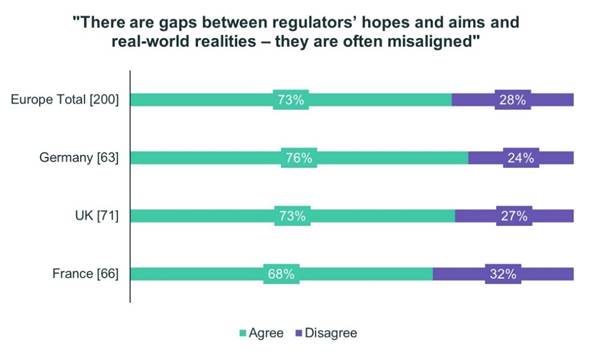 "There are gaps between regulators’ hopes and aims and
real-world realities – they are often misaligned"
Europe Total [200] 73% 28%
Germany [63] 76% 24%
UK [71] 73% 27%
France [66] 68% 32%
Agree Disagree